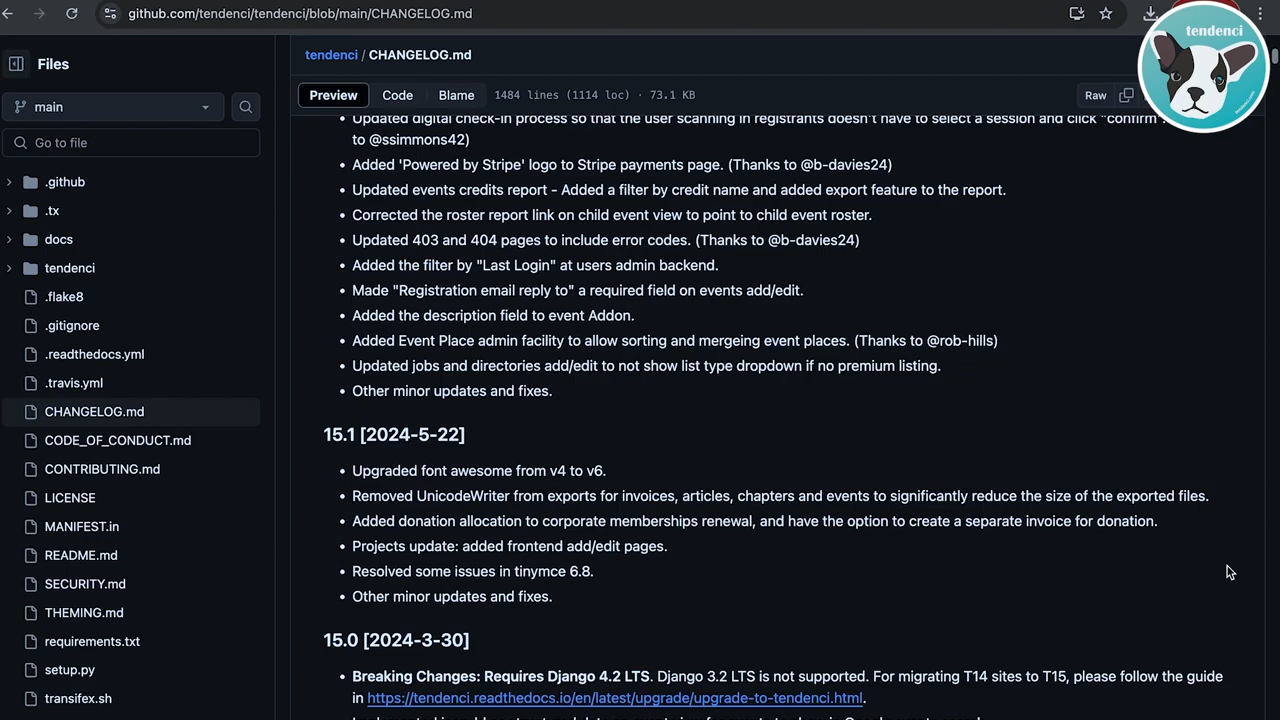 github.com/tendenci/tendenci/blob/main/CHANGELOG.md
tendenci
Files
main
Go to file
.github
.tx
docs
tendenci
.flake8
.gitignore
.readthedocs.yml
.travis.yml
CHANGELOG.md
CODE_OF_CONDUCT.md
CONTRIBUTING.md
LICENSE
MANIFEST.in
README.md
SECURITY.md
THEMING.md
requirements.txt
setup.py
transifex.sh
tendenci / CHANGELOG.md
Preview Code Blame 1484 lines (1114 loc) · 73.1 KB Raw
• Updated digital check-in process so that the user scanning in registrants doesn't have to select a session and click "confirm".
to @ssimmons42)
• Added 'Powered by Stripe' logo to Stripe payments page. (Thanks to @b-davies24)
• Updated events credits report - Added a filter by credit name and added export feature to the report.
• Corrected the roster report link on child event view to point to child event roster.
• Updated 403 and 404 pages to include error codes. (Thanks to @b-davies24)
• Added the filter by "Last Login" at users admin backend.
• Made "Registration email reply to" a required field on events add/edit.
• Added the description field to event Addon.
• Added Event Place admin facility to allow sorting and mergeing event places. (Thanks to @rob-hills)
• Updated jobs and directories add/edit to not show list type dropdown if no premium listing.
• Other minor updates and fixes.
15.1 [2024-5-22]
• Upgraded font awesome from v4 to v6.
• Removed UnicodeWriter from exports for invoices, articles, chapters and events to significantly reduce the size of the exported files.
• Added donation allocation to corporate memberships renewal, and have the option to create a separate invoice for donation.
• Projects update: added frontend add/edit pages.
• Resolved some issues in tinymce 6.8.
• Other minor updates and fixes.
15.0 [2024-3-30]
• Breaking Changes: Requires Django 4.2 LTS. Django 3.2 LTS is not supported. For migrating T14 sites to T15, please follow the guide
in https://tendenci.readthedocs.io/en/latest/upgrade/upgrade-to-tendenci.html.